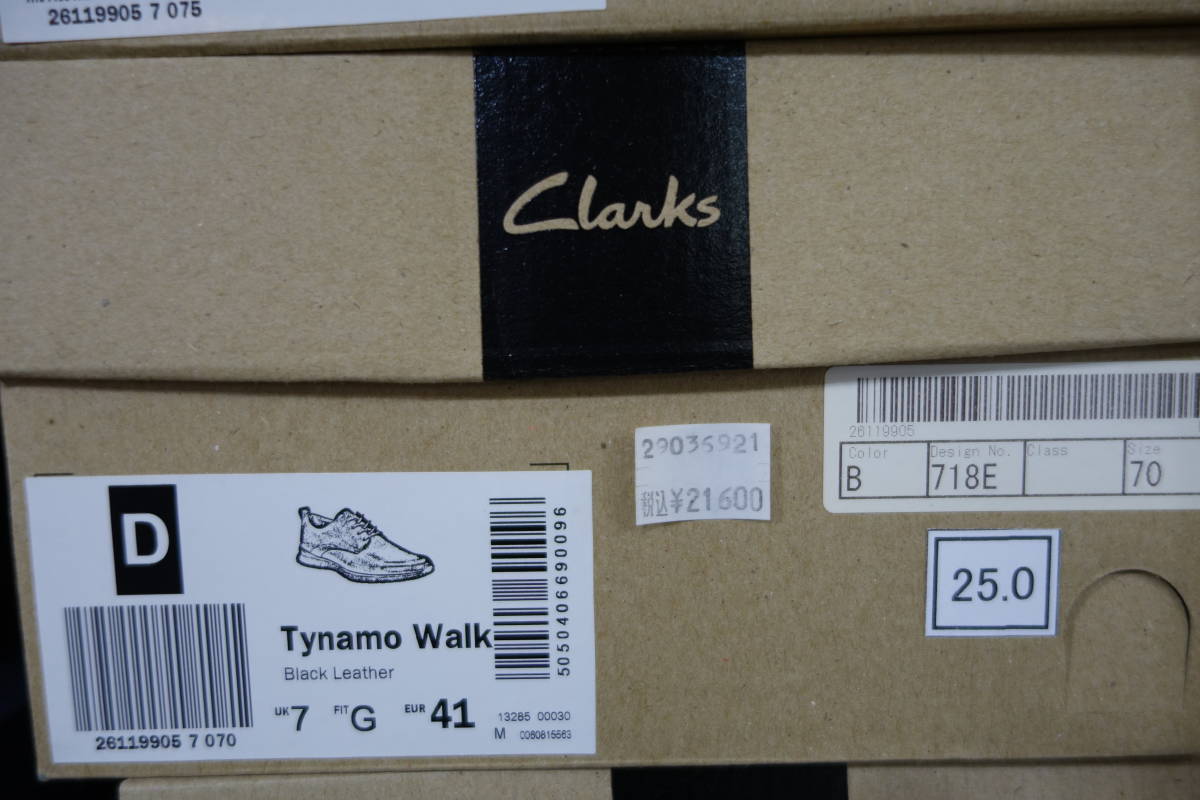 26119905 7 075
Clarks
26119905
Color
B
Design No.
718E
Class
Size
70
29036921
税込¥21600
25.0
D
5050406690096
Tynamo Walk
Black Leather
UK 7 FIT G EUR 41
13285 00030
M
26119905 7 070